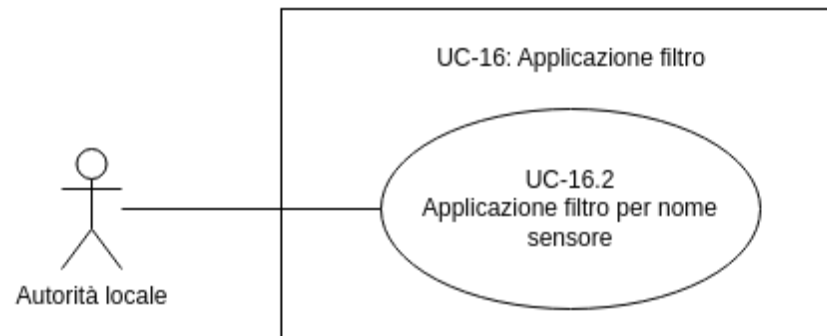 UC-16: Applicazione filtro
UC-16.2
Applicazione filtro per nome
sensore
Autorità locale